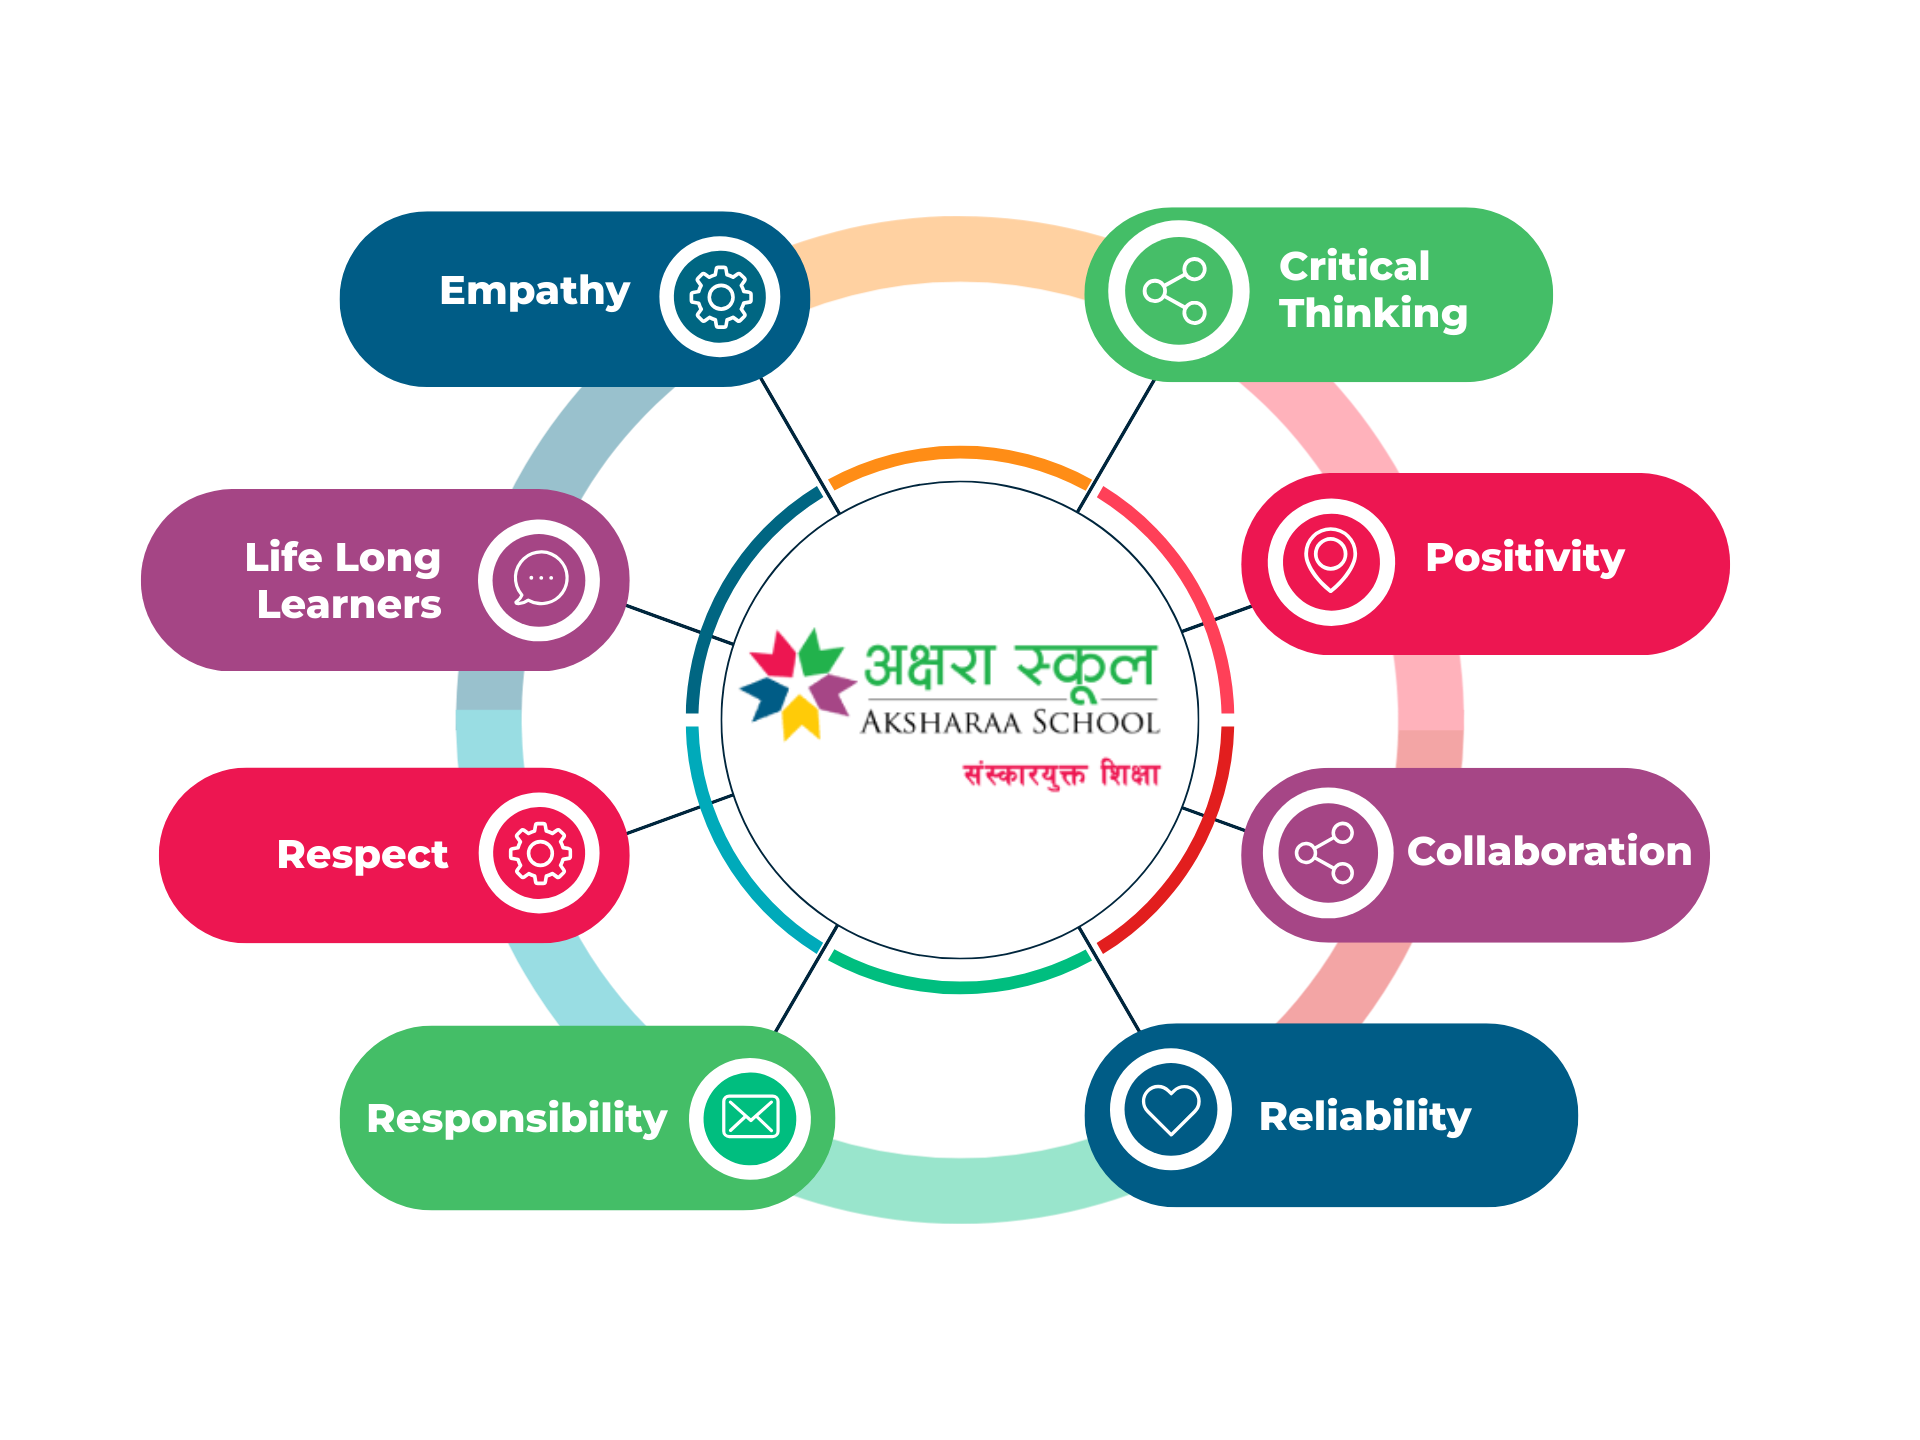 Empathy
Critical
Thinking
Life Long
Learners
Positivity
अक्षरा स्कूल
AKSHARAA SCHOOL
संस्कारयुक्त शिक्षा
Respect
Collaboration
Responsibility
Reliability